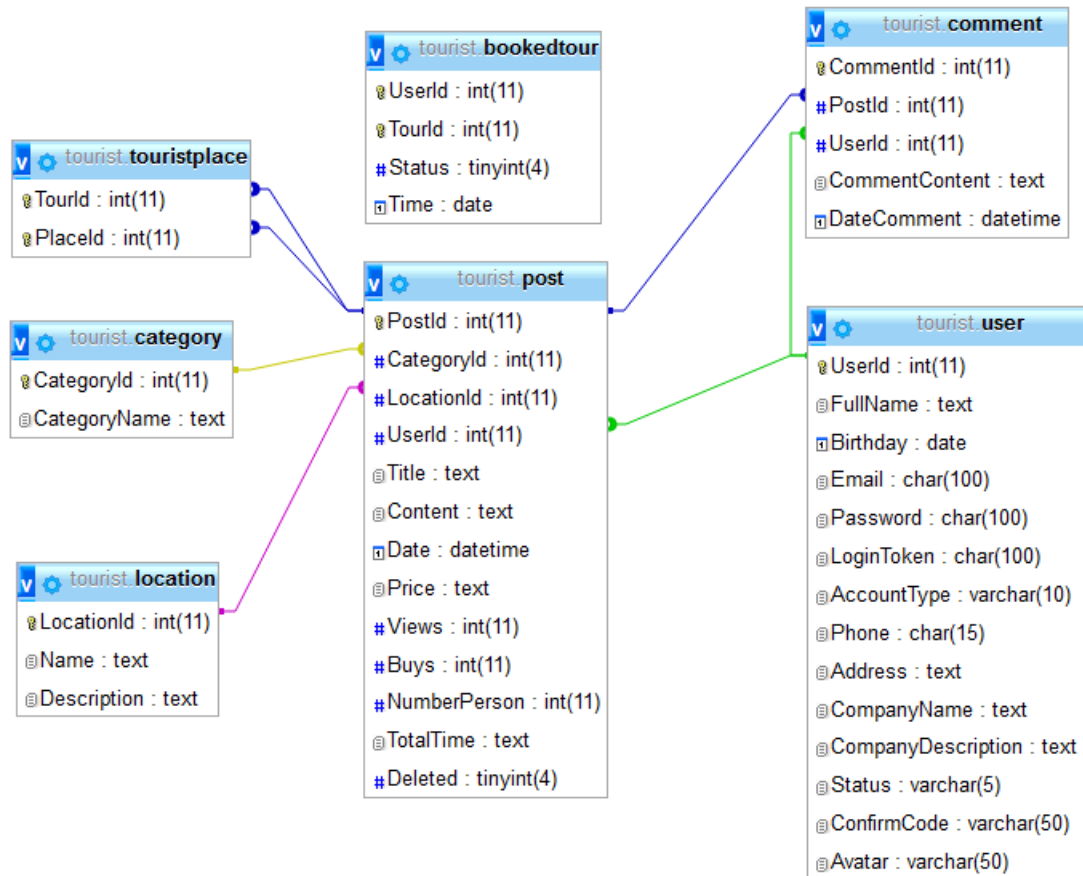 v tourist.bookedtour
UserId : int(11)
TourId : int(11)
#Status : tinyint(4)
Time : date
v tourist.comment
CommentId : int(11)
#PostId : int(11)
#UserId : int(11)
CommentContent : text
DateComment : datetime
v tourist.touristplace
TourId : int(11)
PlaceId : int(11)
v tourist.post
PostId : int(11)
#CategoryId : int(11)
#LocationId : int(11)
#UserId : int(11)
Title : text
Content : text
Date : datetime
Price : text
#Views : int(11)
#Buys : int(11)
#NumberPerson : int(11)
TotalTime : text
#Deleted : tinyint(4)
v tourist.category
CategoryId : int(11)
CategoryName : text
v tourist.user
UserId : int(11)
FullName : text
Birthday : date
Email : char(100)
Password : char(100)
LoginToken : char(100)
AccountType : varchar(10)
Phone : char(15)
Address : text
CompanyName : text
CompanyDescription : text
Status : varchar(5)
ConfirmCode : varchar(50)
Avatar : varchar(50)
v tourist.location
LocationId : int(11)
Name : text
Description : text